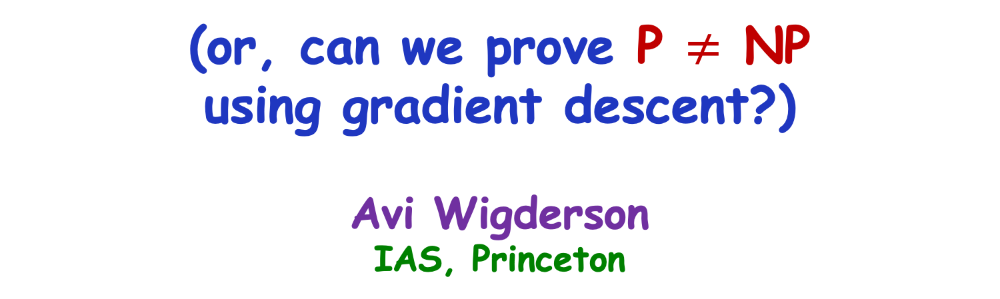 (or, can we prove P ≠ NP
using gradient descent?)
Avi Wigderson
IAS, Princeton